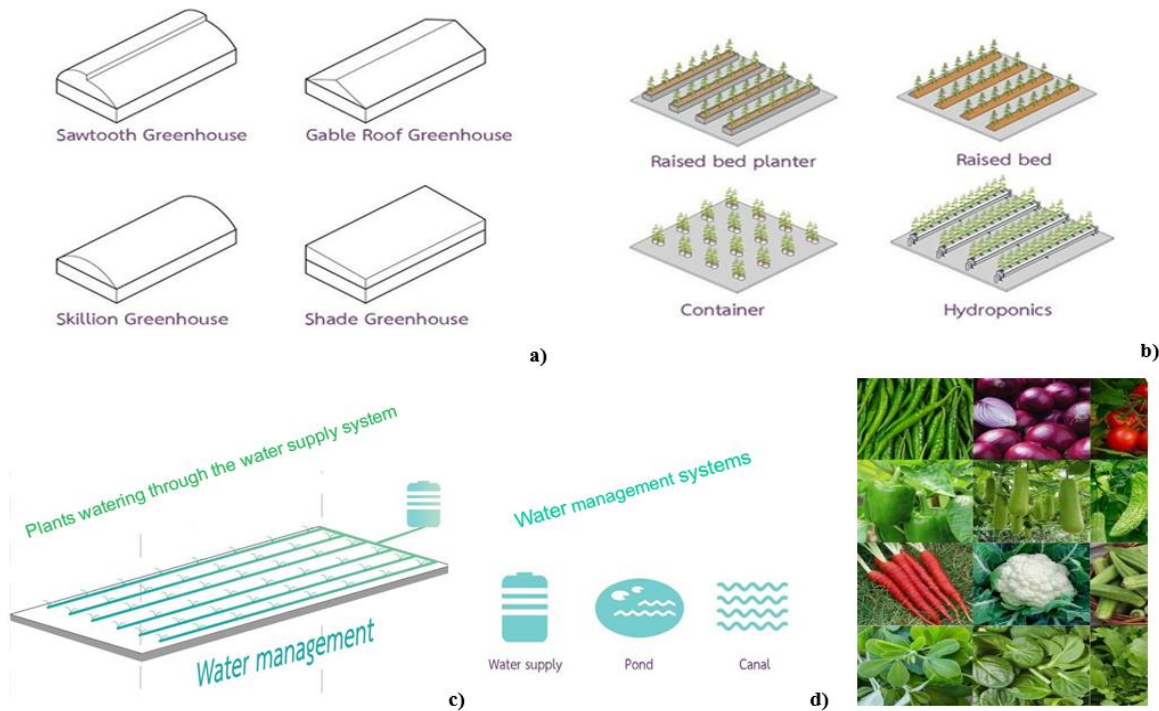 Sawtooth Greenhouse
Gable Roof Greenhouse
Skillion Greenhouse
Shade Greenhouse
a)
Raised bed planter
Raised bed
Container
Hydroponics
b)
Plants watering through the water supply system
Water management
c)
Water management systems
Water supply
Pond
Canal
d)